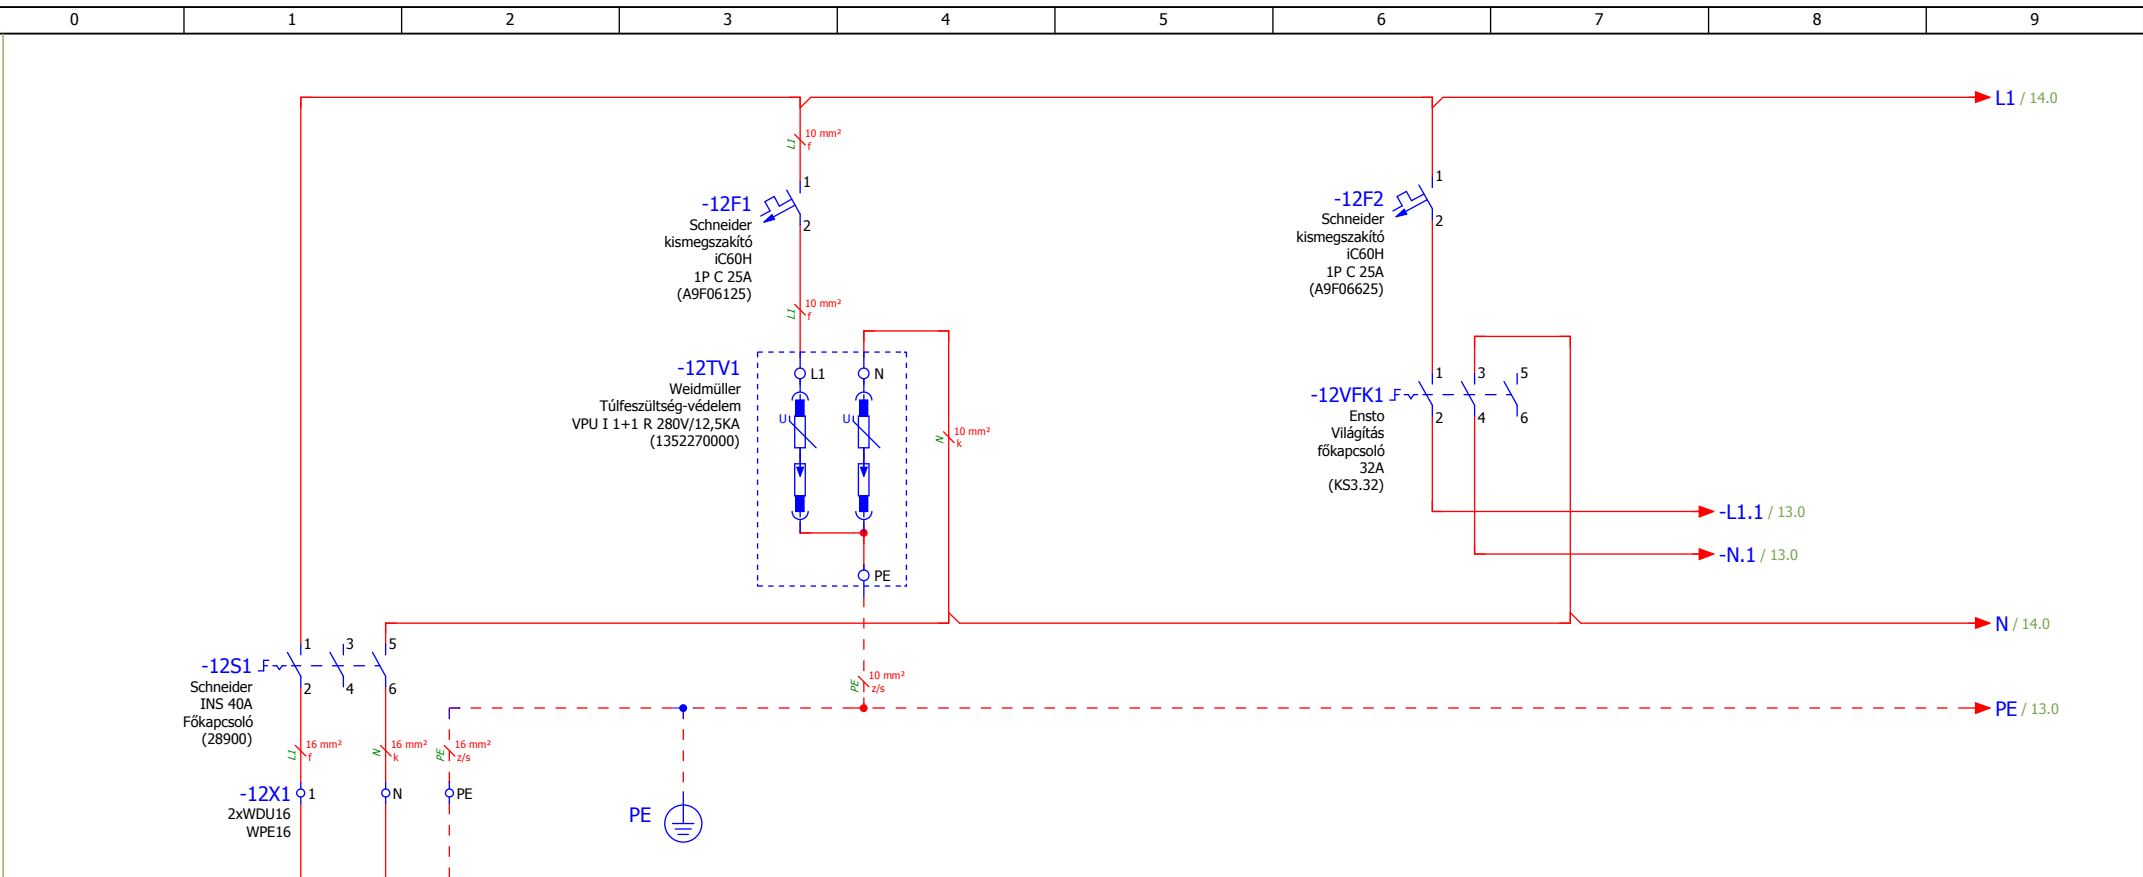 0 1 2 3 4 5 6 7 8 9
L1 / 14.0
L1 10 mm² f
1
-12F1
2
Schneider
kismegszakító
iC60H
1P C 25A
(A9F06125)
L1 10 mm² f
1
-12F2
2
Schneider
kismegszakító
iC60H
1P C 25A
(A9F06625)
-12TV1
Weidmüller
Túlfeszültség-védelem
VPU I 1+1 R 280V/12,5KA
(1352270000)
L1 N
U U
PE
N 10 mm² k
1 3 5
-12VFK1
2 4 6
Ensto
Világítás
főkapcsoló
32A
(KS3.32)
-L1.1 / 13.0
-N.1 / 13.0
N / 14.0
1 3 5
-12S1
2 4 6
Schneider
INS 40A
Főkapcsoló
(28900)
PE 10 mm² z/s
PE / 13.0
L1 16 mm² f
N 16 mm² k
PE 16 mm² z/s
-12X1 1 N PE
2xWDU16
WPE16
PE